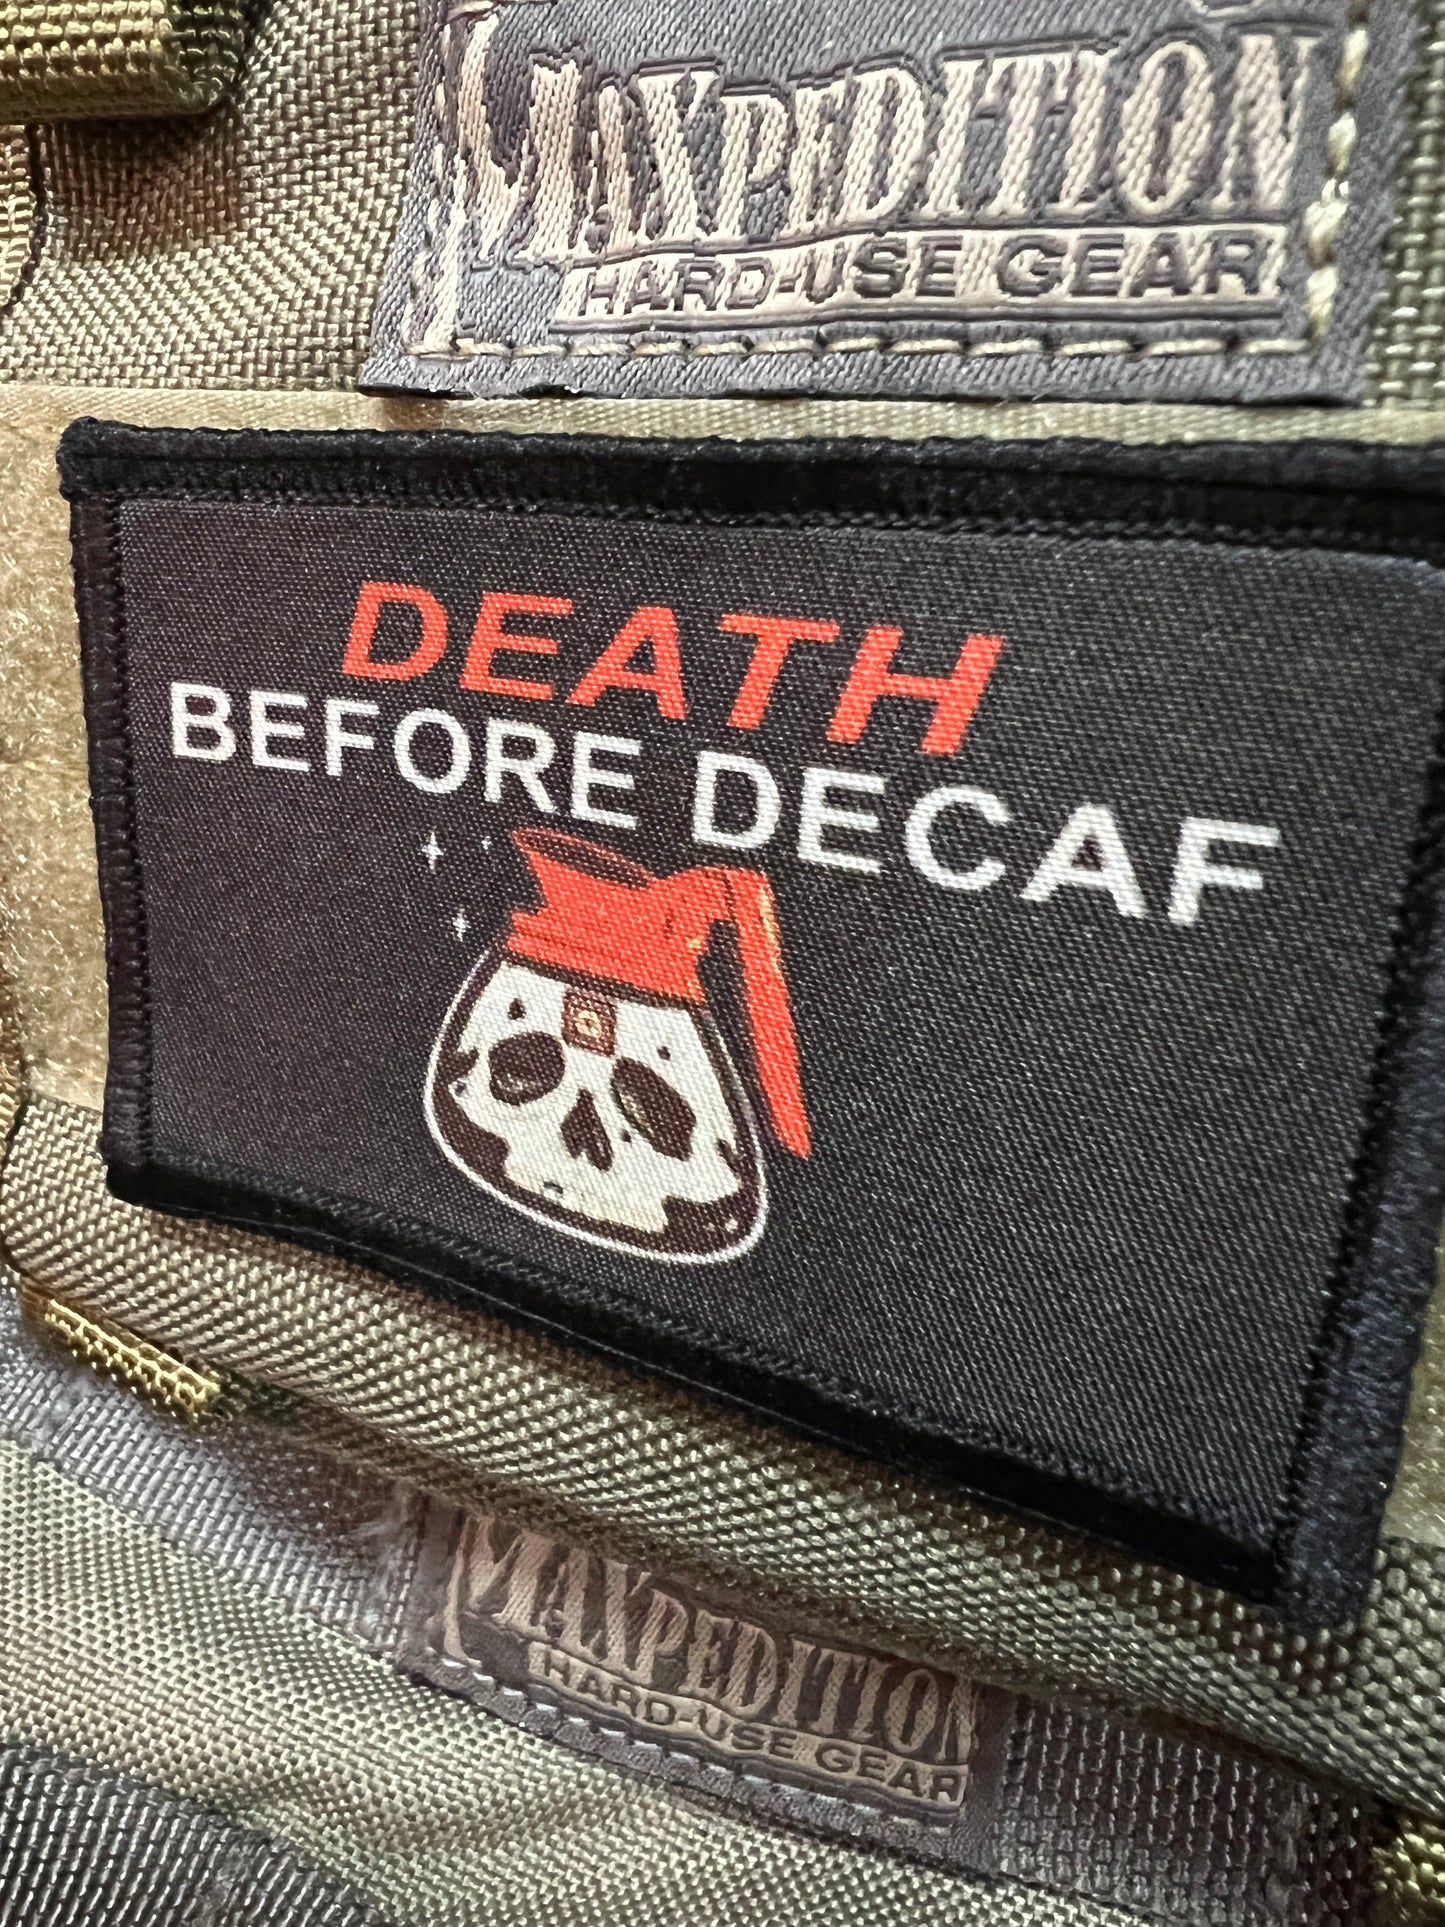 MAXPEDITION
HARD-USE GEAR
DEATH
BEFORE DECAF
MAXPEDITION
HARD-USE GEAR